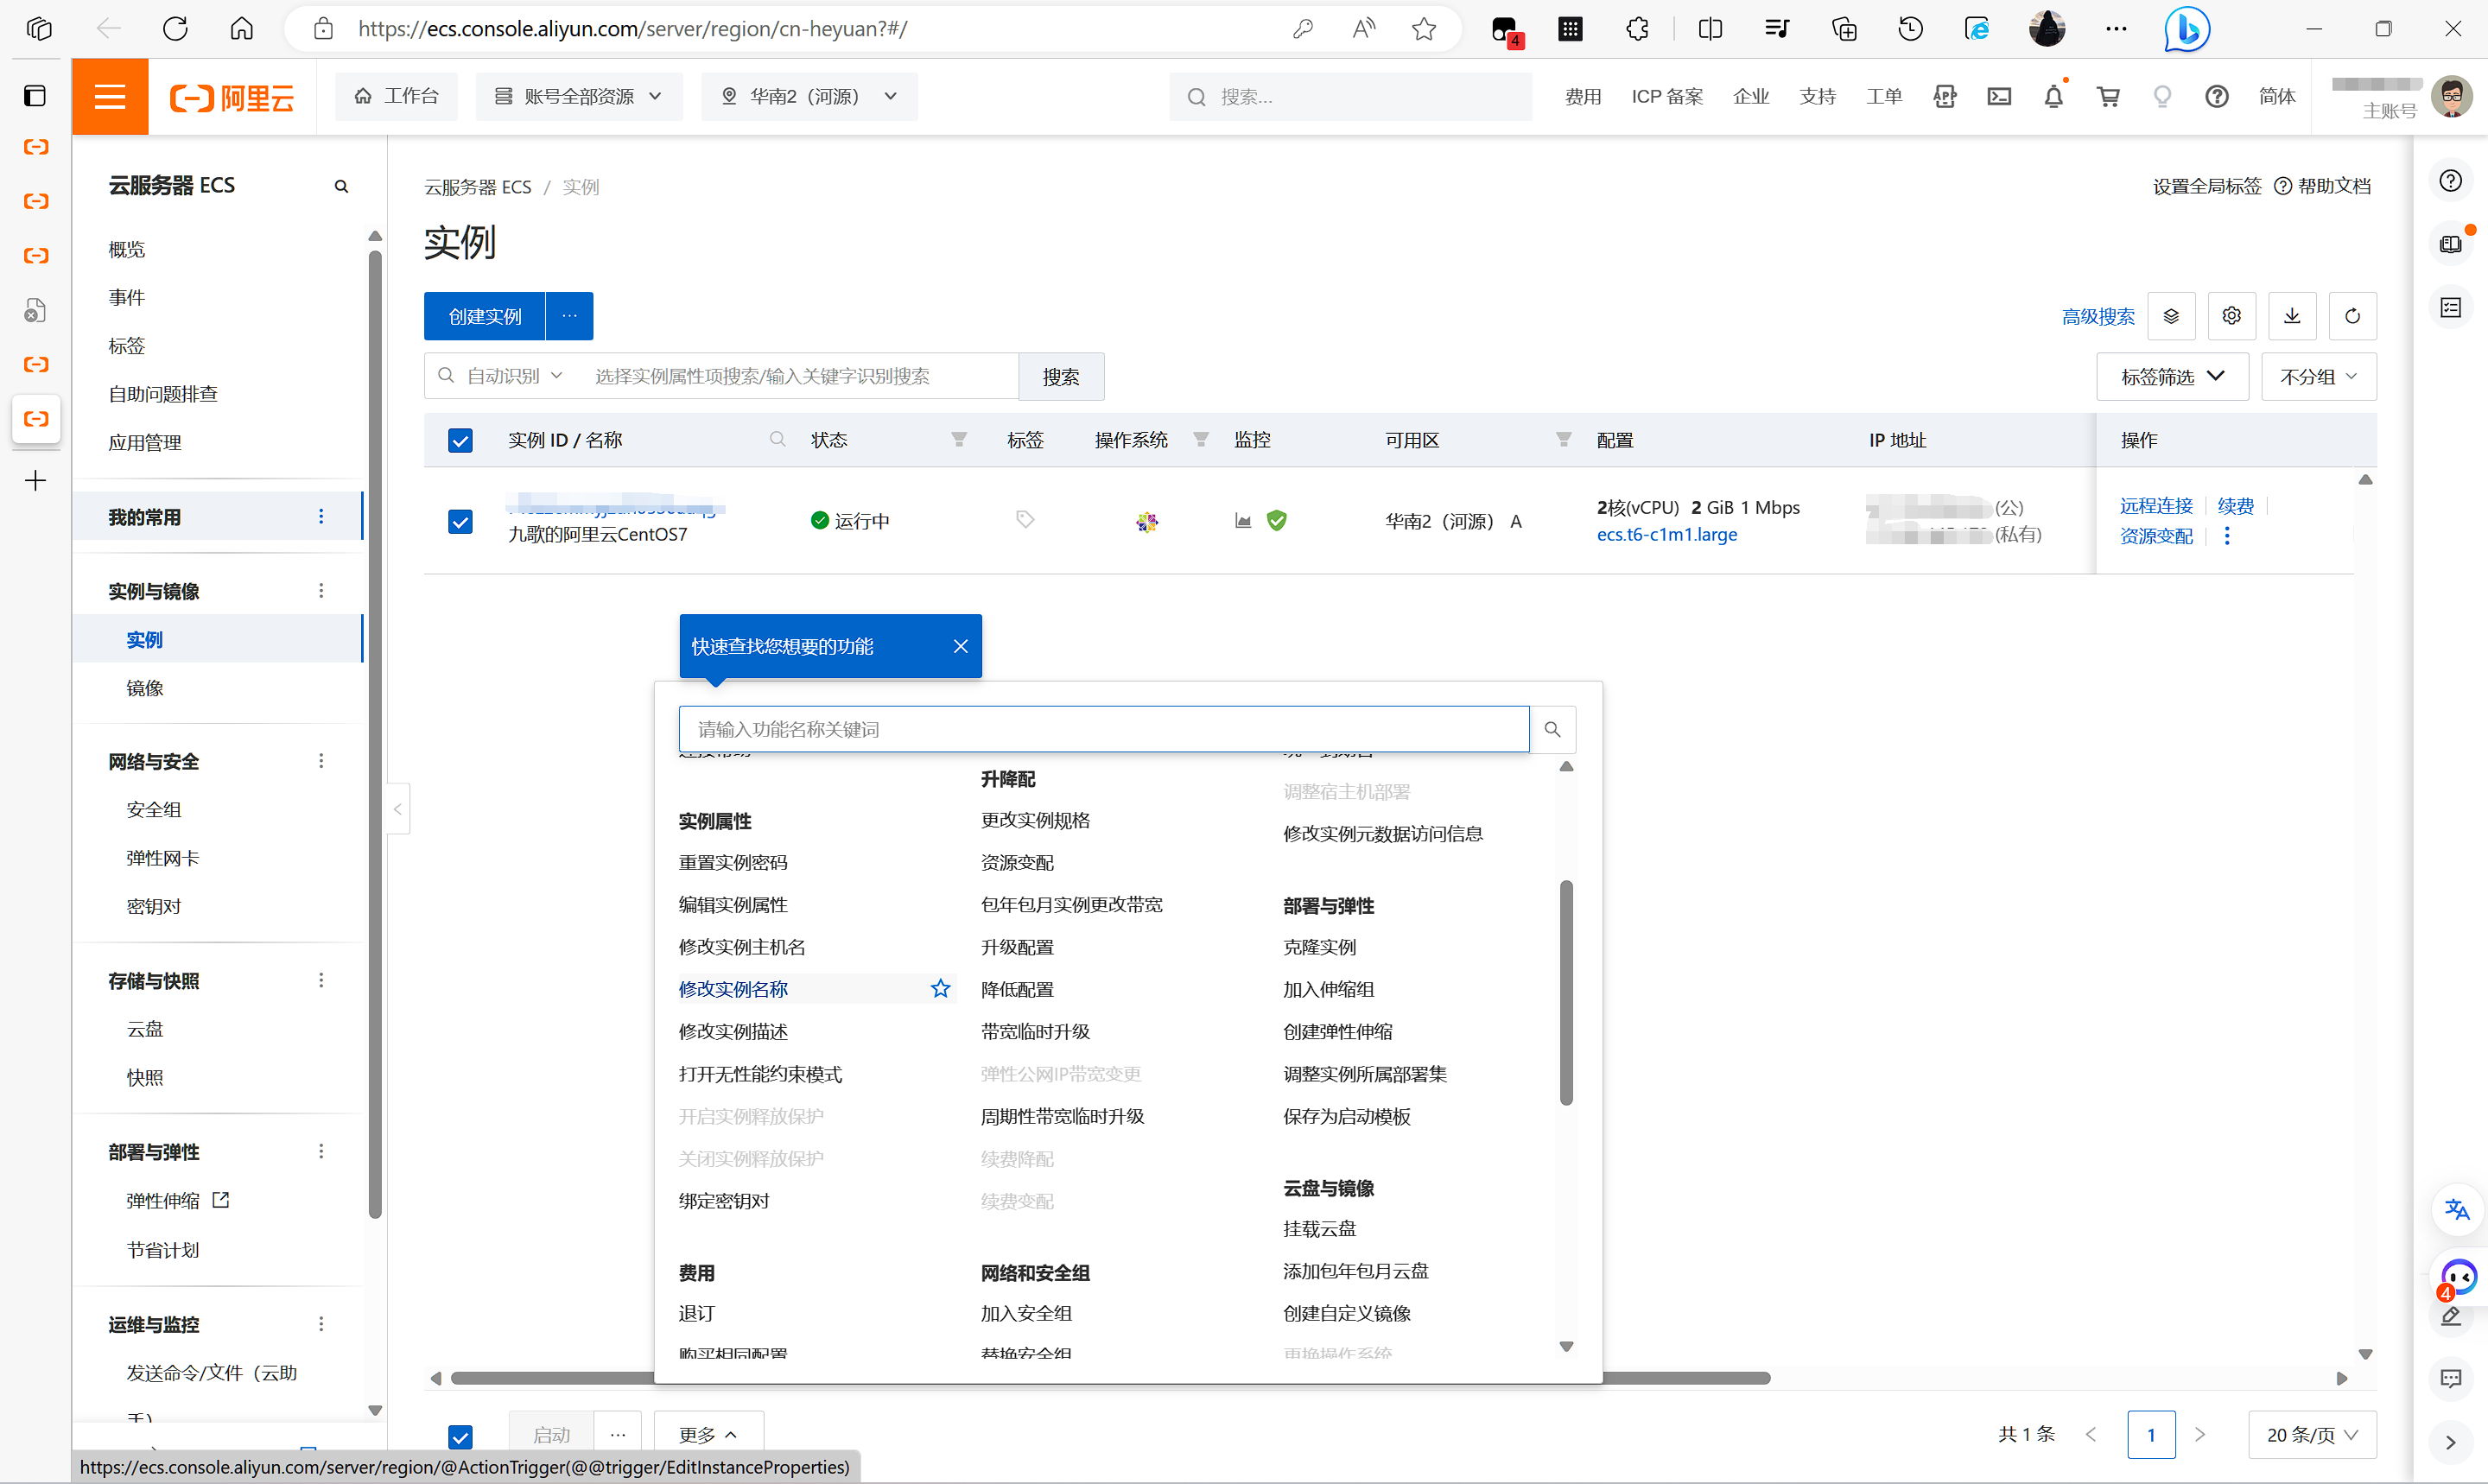 https://ecs.console.aliyun.com/server/region/cn-heyuan?#/
4
阿里云
工作台
账号全部资源
华南2（河源）
搜索...
费用
ICP 备案
企业
支持
工单
简体
主账号
云服务器 ECS
概览
事件
标签
自助问题排查
应用管理
我的常用
实例与镜像
实例
镜像
网络与安全
安全组
弹性网卡
密钥对
存储与快照
云盘
快照
部署与弹性
弹性伸缩
节省计划
运维与监控
发送命令/文件（云助
手）
云服务器 ECS / 实例
设置全局标签
帮助文档
实例
创建实例
...
高级搜索
自动识别
选择实例属性项搜索/输入关键字识别搜索
搜索
标签筛选
不分组
实例 ID / 名称
状态
标签
操作系统
监控
可用区
配置
IP 地址
操作
九歌的阿里云CentOS7
运行中
华南2（河源） A
2核(vCPU) 2 GiB 1 Mbps
ecs.t6-c1m1.large
(公)
(私有)
远程连接
续费
资源变配
快速查找您想要的功能
请输入功能名称关键词
实例属性
重置实例密码
编辑实例属性
修改实例主机名
修改实例名称
修改实例描述
打开无性能约束模式
开启实例释放保护
关闭实例释放保护
绑定密钥对
费用
退订
购买相同配置
升降配
更改实例规格
资源变配
包年包月实例更改带宽
升级配置
降低配置
带宽临时升级
弹性公网IP带宽变更
周期性带宽临时升级
续费降配
续费变配
网络和安全组
加入安全组
替换安全组
调整宿主机部署
修改实例元数据访问信息
部署与弹性
克隆实例
加入伸缩组
创建弹性伸缩
调整实例所属部署集
保存为启动模板
云盘与镜像
挂载云盘
添加包年包月云盘
创建自定义镜像
更换操作系统
4
启动
...
更多
共 1 条
1
20 条/页
https://ecs.console.aliyun.com/server/region/@ActionTrigger(@@trigger/EditInstanceProperties)